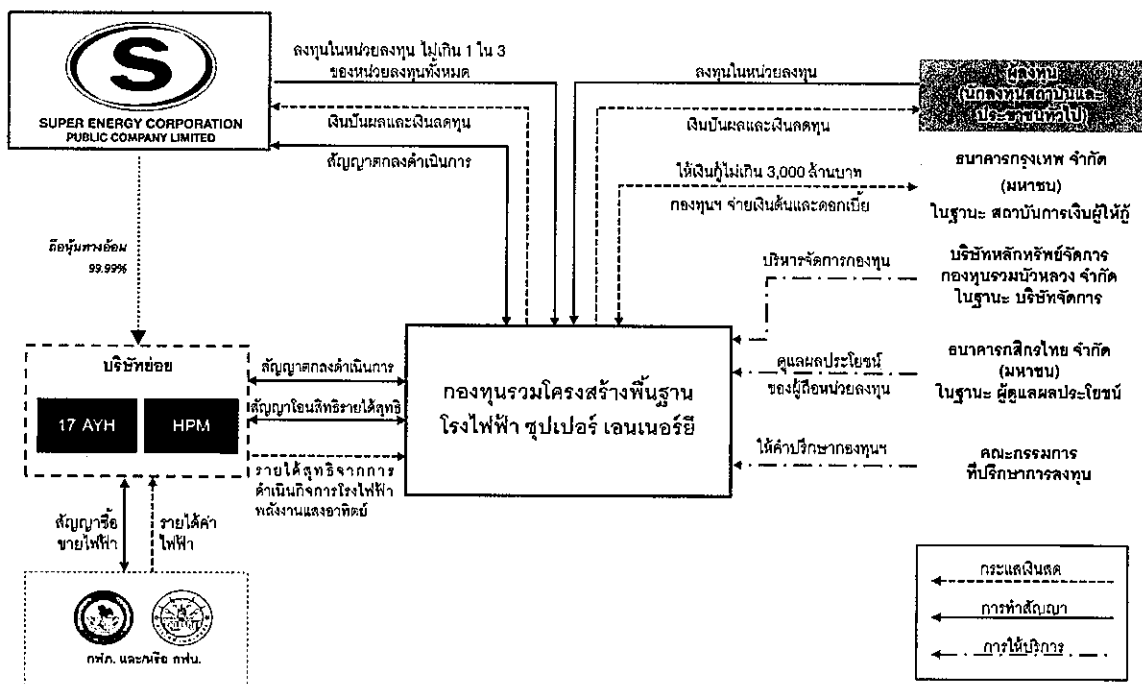 S
SUPER ENERGY CORPORATION
PUBLIC COMPANY LIMITED
ลงทุนในหน่วยลงทุน ไม่เกิน 1 ใน 3
ของหน่วยลงทุนทั้งหมด
เงินปันผลและเงินลดทุน
สัญญาตกลงดำเนินการ
ลงทุนในหน่วยลงทุน
เงินปันผลและเงินลดทุน
ผู้ลงทุน
(นักลงทุนสถาบันและ
ประชาชนทั่วไป)
ให้เงินกู้ไม่เกิน 3,000 ล้านบาท
กองทุนฯ จ่ายเงินต้นและดอกเบี้ย
ธนาคารกรุงเทพ จำกัด
(มหาชน)
ในฐานะ สถาบันการเงินผู้ให้กู้
ถือหุ้นทางอ้อม
99.99%
บริหารจัดการกองทุน
บริษัทหลักทรัพย์จัดการ
กองทุนรวมบัวหลวง จำกัด
ในฐานะ บริษัทจัดการ
บริษัทย่อย
17 AYH
HPM
สัญญาตกลงดำเนินการ
สัญญาโอนสิทธิรายได้สุทธิ
รายได้สุทธิจากการ
ดำเนินกิจการโรงไฟฟ้า
พลังงานแสงอาทิตย์
กองทุนรวมโครงสร้างพื้นฐาน
โรงไฟฟ้า ซุปเปอร์ เอนเนอร์ยี
ดูแลผลประโยชน์
ของผู้ถือหน่วยลงทุน
ธนาคารกสิกรไทย จำกัด
(มหาชน)
ในฐานะ ผู้ดูแลผลประโยชน์
ให้คำปรึกษากองทุนฯ
คณะกรรมการ
ที่ปรึกษาการลงทุน
สัญญาซื้อ
ขายไฟฟ้า
รายได้ค่า
ไฟฟ้า
กฟภ. และ/หรือ กฟน.
กระแสเงินสด
การทำสัญญา
การให้บริการ